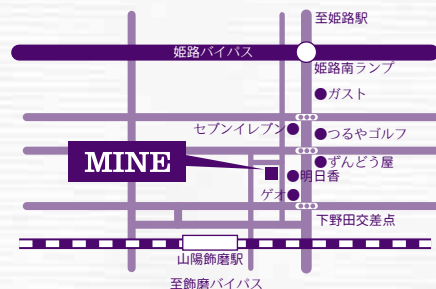 至姫路駅
姫路バイパス
姫路南ランプ
ガスト
セブンイレブン
つるやゴルフ
MINE
ずんどう屋
明日香
ゲオ
下野田交差点
山陽飾磨駅
至飾磨バイパス